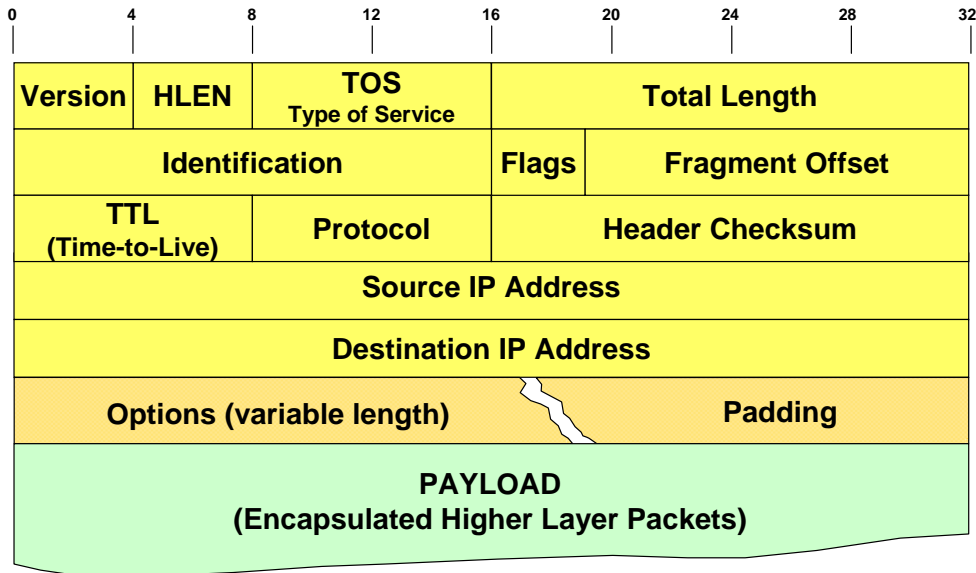 0 4 8 12 16 20 24 28 32
Version HLEN TOS Total Length
Type of Service
Identification Flags Fragment Offset
TTL Protocol Header Checksum
(Time-to-Live)
Source IP Address
Destination IP Address
Options (variable length) Padding
PAYLOAD
(Encapsulated Higher Layer Packets)